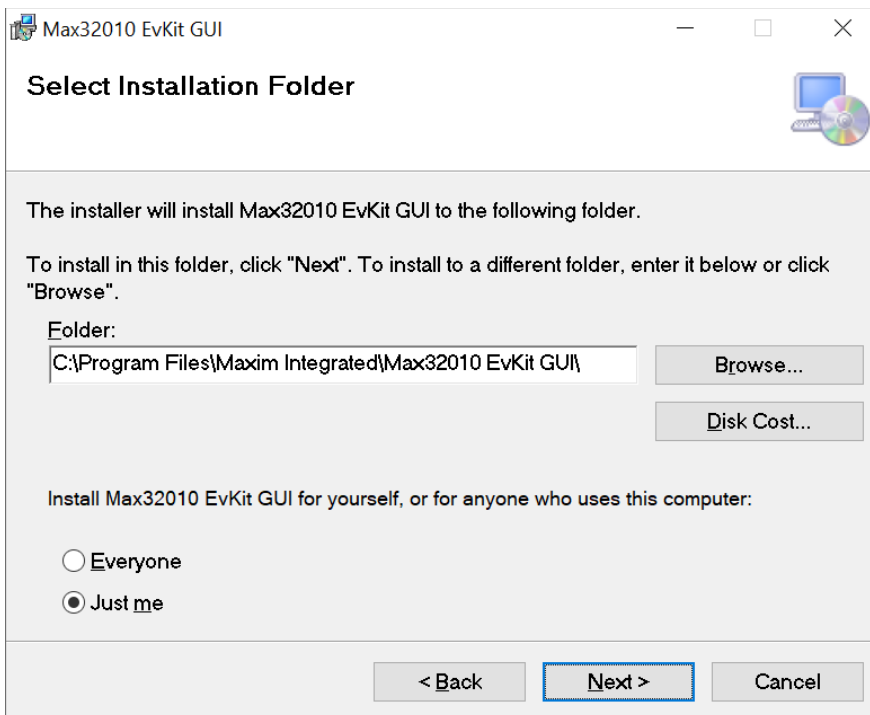 Max32010 EvKit GUI
Select Installation Folder
The installer will install Max32010 EvKit GUI to the following folder.
To install in this folder, click "Next". To install to a different folder, enter it below or click
"Browse".
Folder:
C:\Program Files\Maxim Integrated\Max32010 EvKit GUI\
Browse...
Disk Cost...
Install Max32010 EvKit GUI for yourself, or for anyone who uses this computer:
Everyone
Just me
< Back
Next >
Cancel